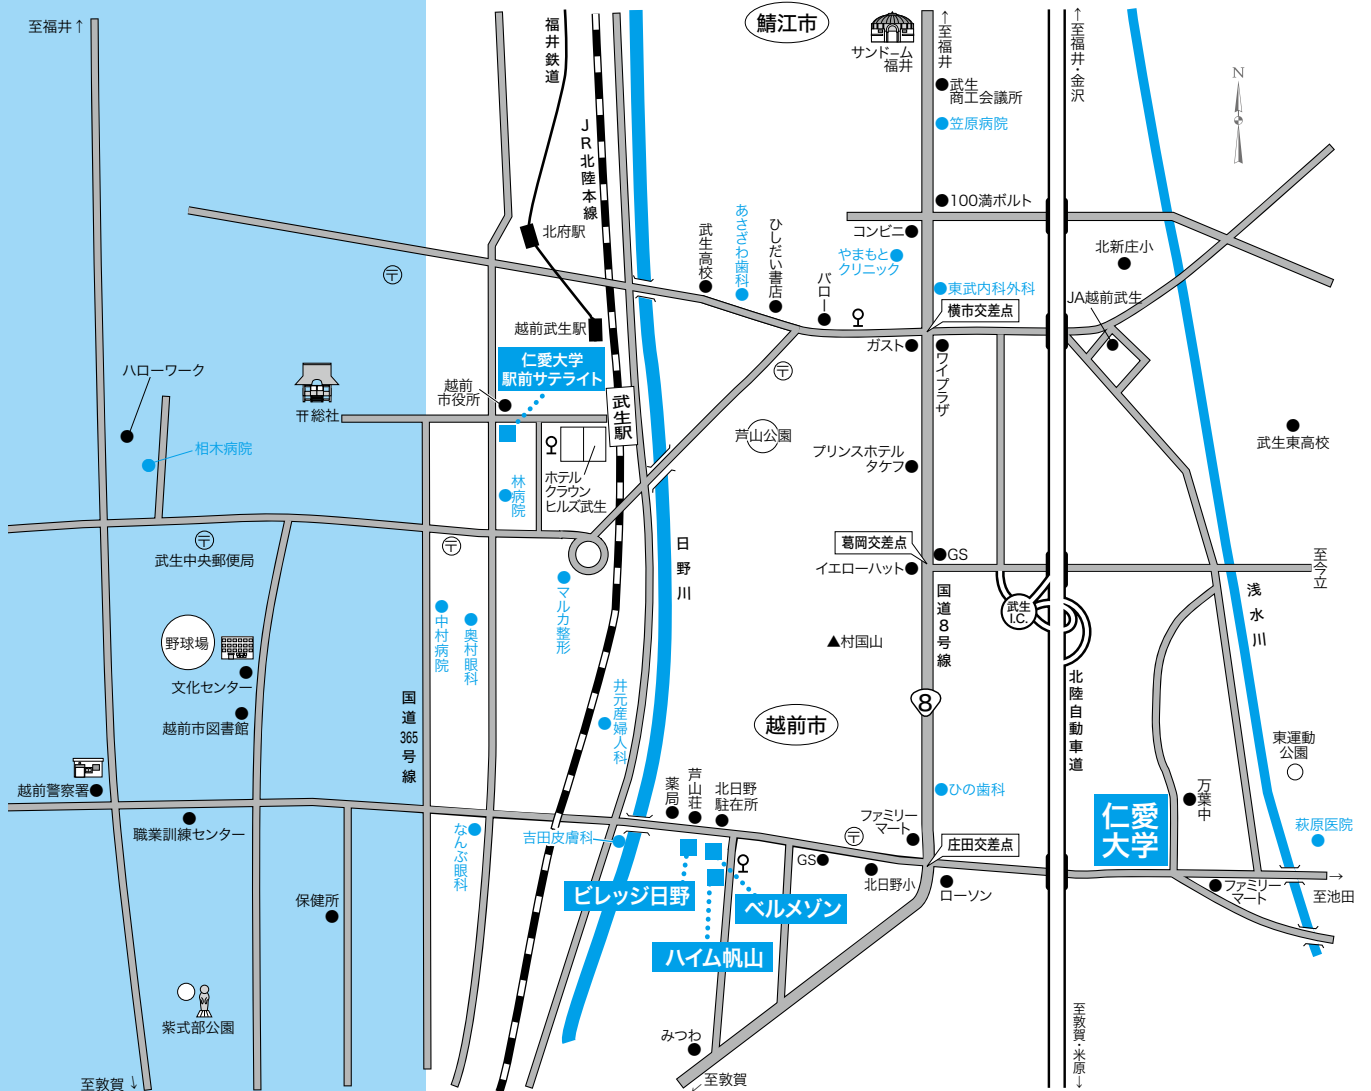 至福井↑
福井鉄道
JR北陸本線
鯖江市
サンドーム
福井
↑至福井
↑至福井・金沢
武生
商工会議所
笠原病院
N
100満ボルト
コンビニ
やまもと
クリニック
北新庄小
東武内科外科
JA越前武生
横市交差点
北府駅
武生高校
あさざわ歯科
ひしだい書店
バロー
〒
越前武生駅
仁愛大学
駅前サテライト
ガスト
ワイプラザ
〒
ハローワーク
〒総社
越前
市役所
武生駅
芦山公園
相木病院
林病院
ホテル
クラウン
ヒルズ武生
プリンスホテル
タケフ
武生東高校
〒
武生中央郵便局
〒
日野川
葛岡交差点
GS
イエローハット
至今立
マルカ整形
中村病院
奥村眼科
国道8号線
武生
I.C.
浅水川
野球場
文化センター
越前市図書館
▲村国山
国道365号線
井元産婦人科
8
越前市
北陸自動車道
東運動
公園
越前警察署
職業訓練センター
なんぶ眼科
吉田皮膚科
薬局
芦山荘
北日野
駐在所
〒
ひの歯科
ファミリー
マート
庄田交差点
仁愛
大学
万葉中
萩原医院
GS
北日野小
ローソン
ファミリー
マート
→
至池田
ビレッジ日野
ベルメゾン
ハイム帆山
保健所
紫式部公園
みつわ
至敦賀↓
↙至敦賀
至敦賀・米原↓